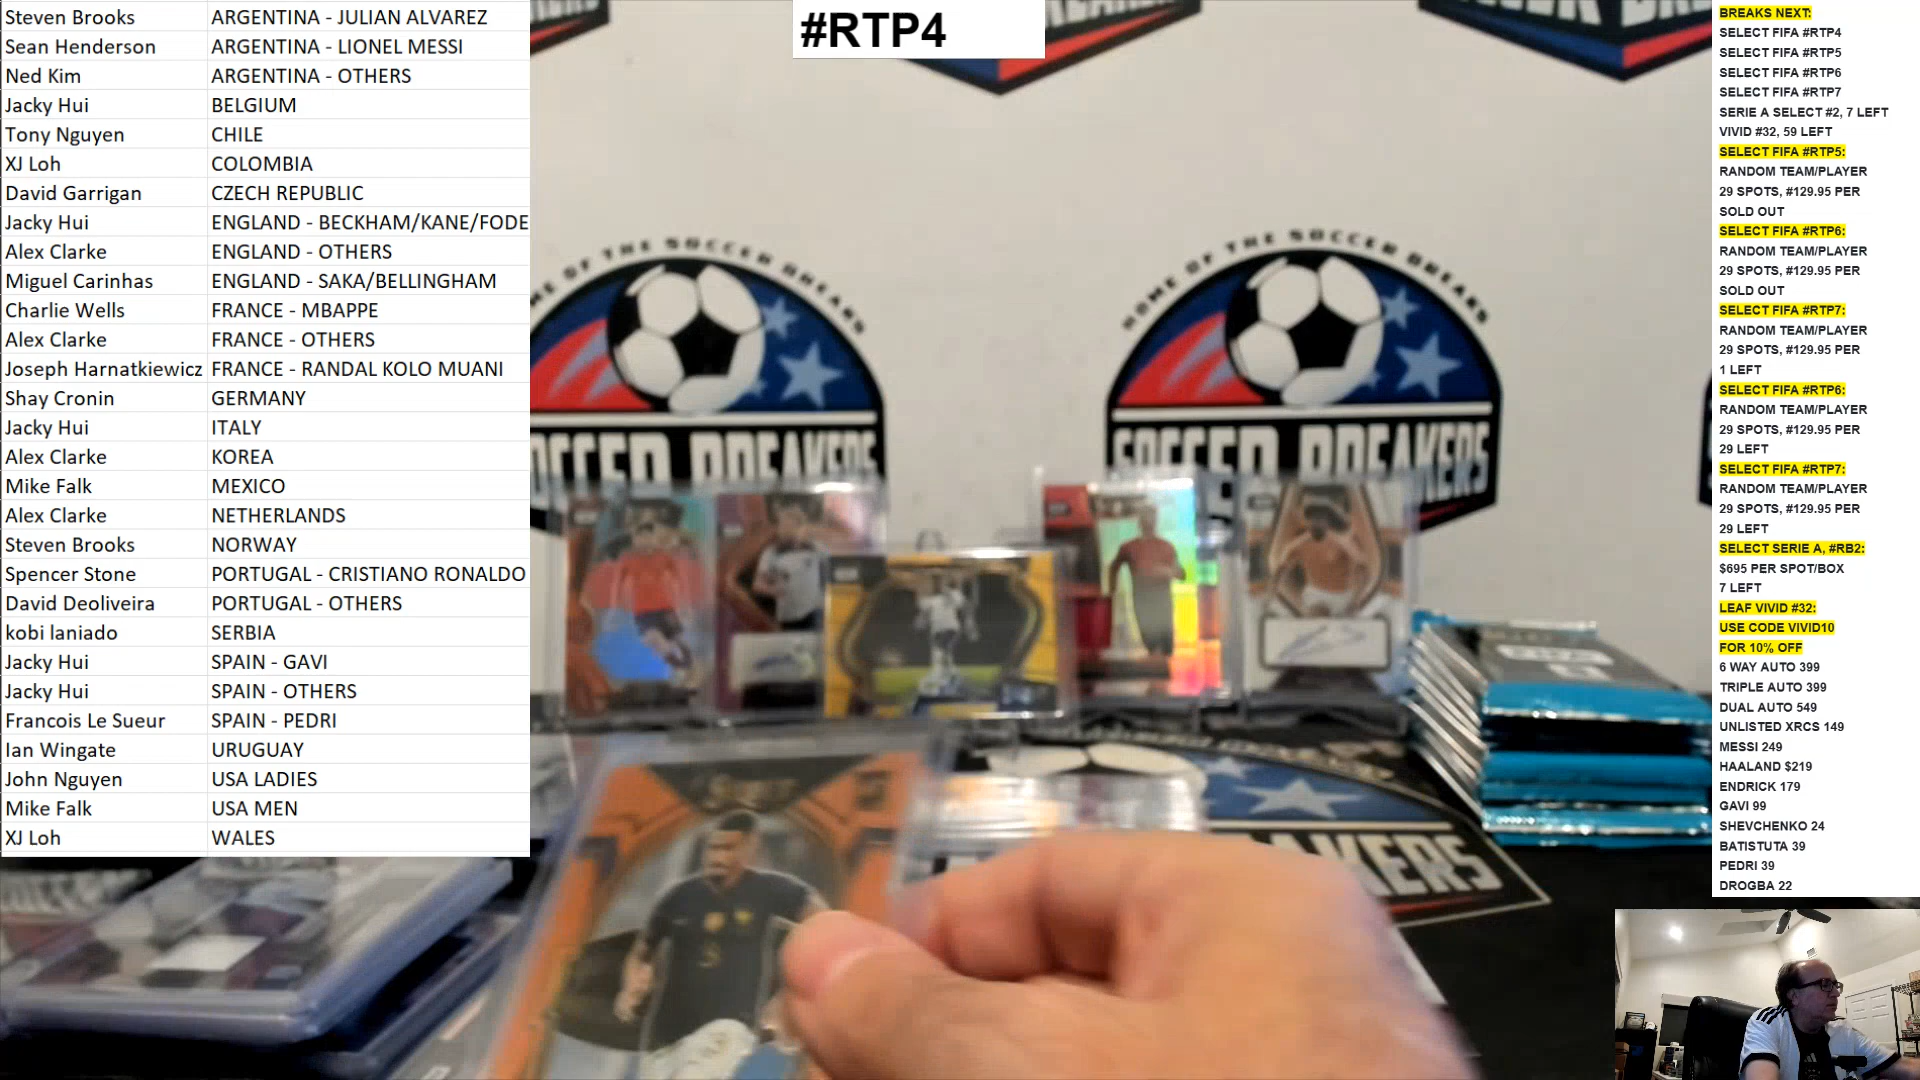 Steven Brooks ARGENTINA - JULIAN ALVAREZ
Sean Henderson ARGENTINA - LIONEL MESSI
Ned Kim ARGENTINA - OTHERS
Jacky Hui BELGIUM
Tony Nguyen CHILE
XJ Loh COLOMBIA
David Garrigan CZECH REPUBLIC
Jacky Hui ENGLAND - BECKHAM/KANE/FODE
Alex Clarke ENGLAND - OTHERS
Miguel Carinhas ENGLAND - SAKA/BELLINGHAM
Charlie Wells FRANCE - MBAPPE
Alex Clarke FRANCE - OTHERS
Joseph Harnatkiewicz FRANCE - RANDAL KOLO MUANI
Shay Cronin GERMANY
Jacky Hui ITALY
Alex Clarke KOREA
Mike Falk MEXICO
Alex Clarke NETHERLANDS
Steven Brooks NORWAY
Spencer Stone PORTUGAL - CRISTIANO RONALDO
David Deoliveira PORTUGAL - OTHERS
kobi laniado SERBIA
Jacky Hui SPAIN - GAVI
Jacky Hui SPAIN - OTHERS
Francois Le Sueur SPAIN - PEDRI
Ian Wingate URUGUAY
John Nguyen USA LADIES
Mike Falk USA MEN
XJ Loh WALES
#RTP4
ME OF THE SOCCER BREAKS
OCCER BREAKERS
HOME OF THE SOCCER BREAKS
SOCCER BREAKERS
AKERS
BREAKS NEXT:
SELECT FIFA #RTP4
SELECT FIFA #RTP5
SELECT FIFA #RTP6
SELECT FIFA #RTP7
SERIE A SELECT #2, 7 LEFT
VIVID #32, 59 LEFT
SELECT FIFA #RTP5:
RANDOM TEAM/PLAYER
29 SPOTS, #129.95 PER
SOLD OUT
SELECT FIFA #RTP6:
RANDOM TEAM/PLAYER
29 SPOTS, #129.95 PER
SOLD OUT
SELECT FIFA #RTP7:
RANDOM TEAM/PLAYER
29 SPOTS, #129.95 PER
1 LEFT
SELECT FIFA #RTP6:
RANDOM TEAM/PLAYER
29 SPOTS, #129.95 PER
29 LEFT
SELECT FIFA #RTP7:
RANDOM TEAM/PLAYER
29 SPOTS, #129.95 PER
29 LEFT
SELECT SERIE A, #RB2:
$695 PER SPOT/BOX
7 LEFT
LEAF VIVID #32:
USE CODE VIVID10
FOR 10% OFF
6 WAY AUTO 399
TRIPLE AUTO 399
DUAL AUTO 549
UNLISTED XRCS 149
MESSI 249
HAALAND $219
ENDRICK 179
GAVI 99
SHEVCHENKO 24
BATISTUTA 39
PEDRI 39
DROGBA 22